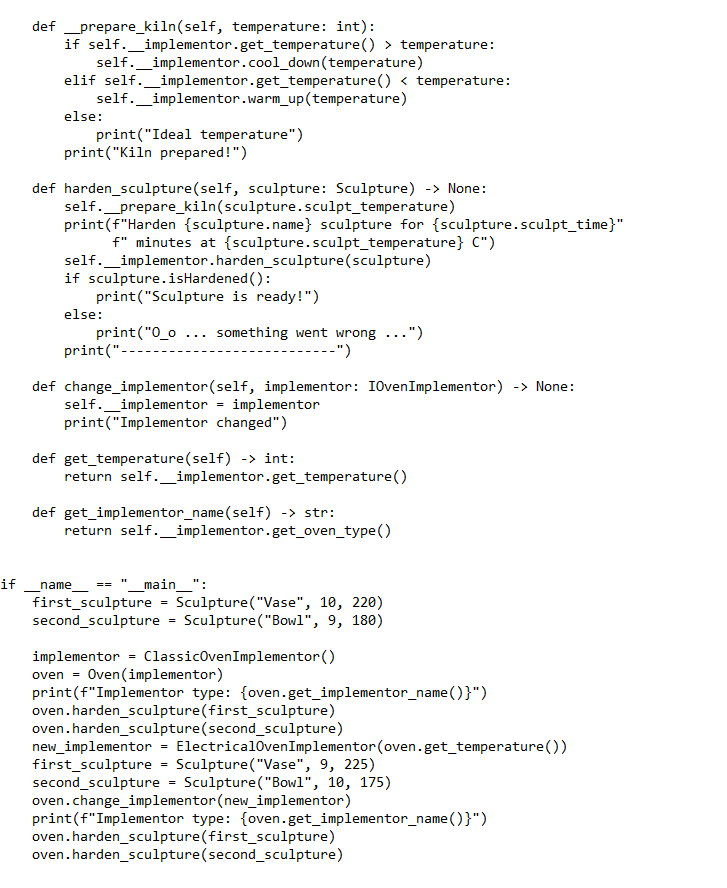 def __prepare_kiln(self, temperature: int):
        if self.__implementor.get_temperature() > temperature:
            self.__implementor.cool_down(temperature)
        elif self.__implementor.get_temperature() < temperature:
            self.__implementor.warm_up(temperature)
        else:
            print("Ideal temperature")
        print("Kiln prepared!")

    def harden_sculpture(self, sculpture: Sculpture) -> None:
        self.__prepare_kiln(sculpture.sculpt_temperature)
        print(f"Harden {sculpture.name} sculpture for {sculpture.sculpt_time}"
              f" minutes at {sculpture.sculpt_temperature} C")
        self.__implementor.harden_sculpture(sculpture)
        if sculpture.isHardened():
            print("Sculpture is ready!")
        else:
            print("O_o ... something went wrong ...")
        print("---------------------------")

    def change_implementor(self, implementor: IOvenImplementor) -> None:
        self.__implementor = implementor
        print("Implementor changed")

    def get_temperature(self) -> int:
        return self.__implementor.get_temperature()

    def get_implementor_name(self) -> str:
        return self.__implementor.get_oven_type()


if __name__ == "__main__":
    first_sculpture = Sculpture("Vase", 10, 220)
    second_sculpture = Sculpture("Bowl", 9, 180)

    implementor = ClassicOvenImplementor()
    oven = Oven(implementor)
    print(f"Implementor type: {oven.get_implementor_name()}")
    oven.harden_sculpture(first_sculpture)
    oven.harden_sculpture(second_sculpture)
    new_implementor = ElectricalOvenImplementor(oven.get_temperature())
    first_sculpture = Sculpture("Vase", 9, 225)
    second_sculpture = Sculpture("Bowl", 10, 175)
    oven.change_implementor(new_implementor)
    print(f"Implementor type: {oven.get_implementor_name()}")
    oven.harden_sculpture(first_sculpture)
    oven.harden_sculpture(second_sculpture)